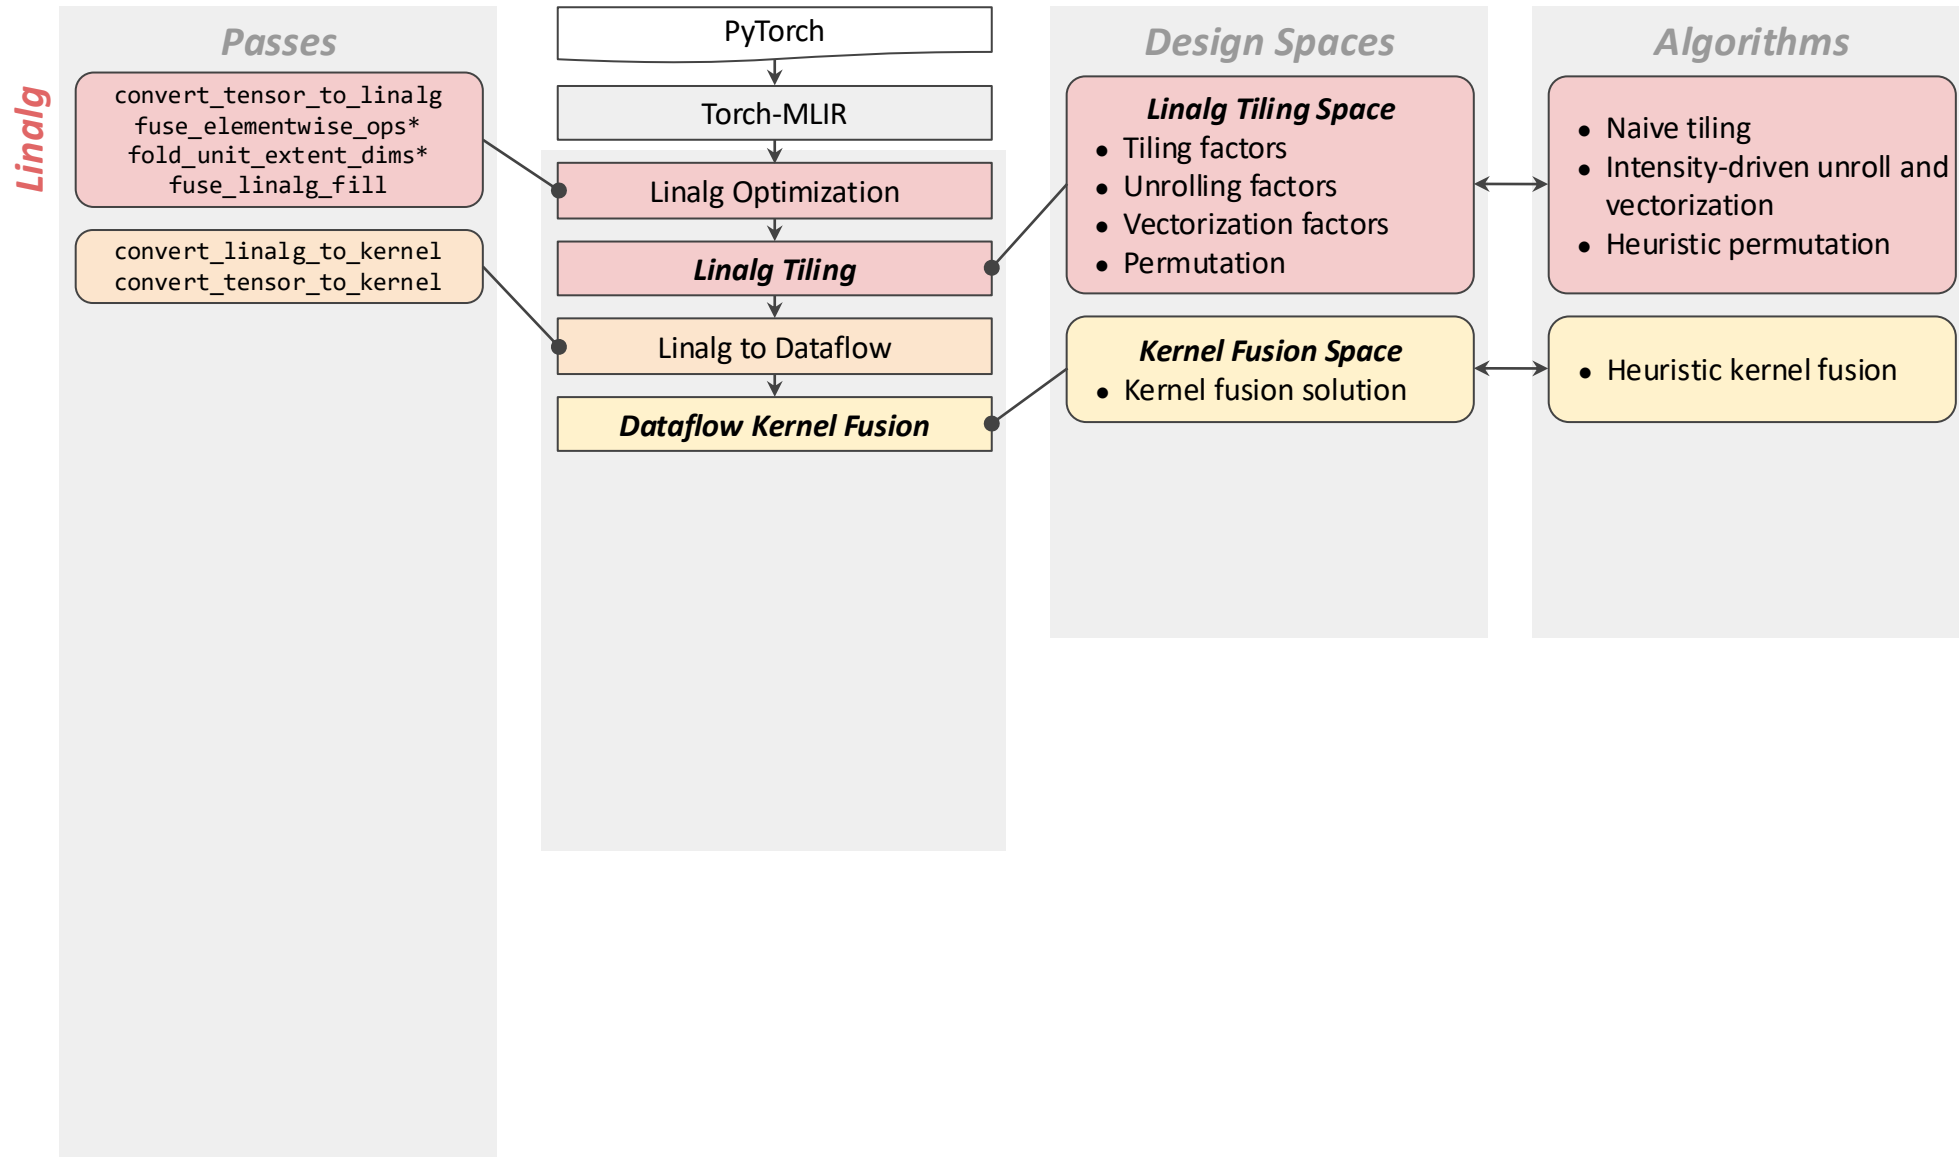 Linalg
Passes
convert_tensor_to_linalg
fuse_elementwise_ops*
fold_unit_extent_dims*
fuse_linalg_fill
convert_linalg_to_kernel
convert_tensor_to_kernel
PyTorch
Torch-MLIR
Linalg Optimization
Linalg Tiling
Linalg to Dataflow
Dataflow Kernel Fusion
Design Spaces
Linalg Tiling Space
● Tiling factors
● Unrolling factors
● Vectorization factors
● Permutation
Kernel Fusion Space
● Kernel fusion solution
Algorithms
● Naive tiling
● Intensity-driven unroll and
vectorization
● Heuristic permutation
● Heuristic kernel fusion